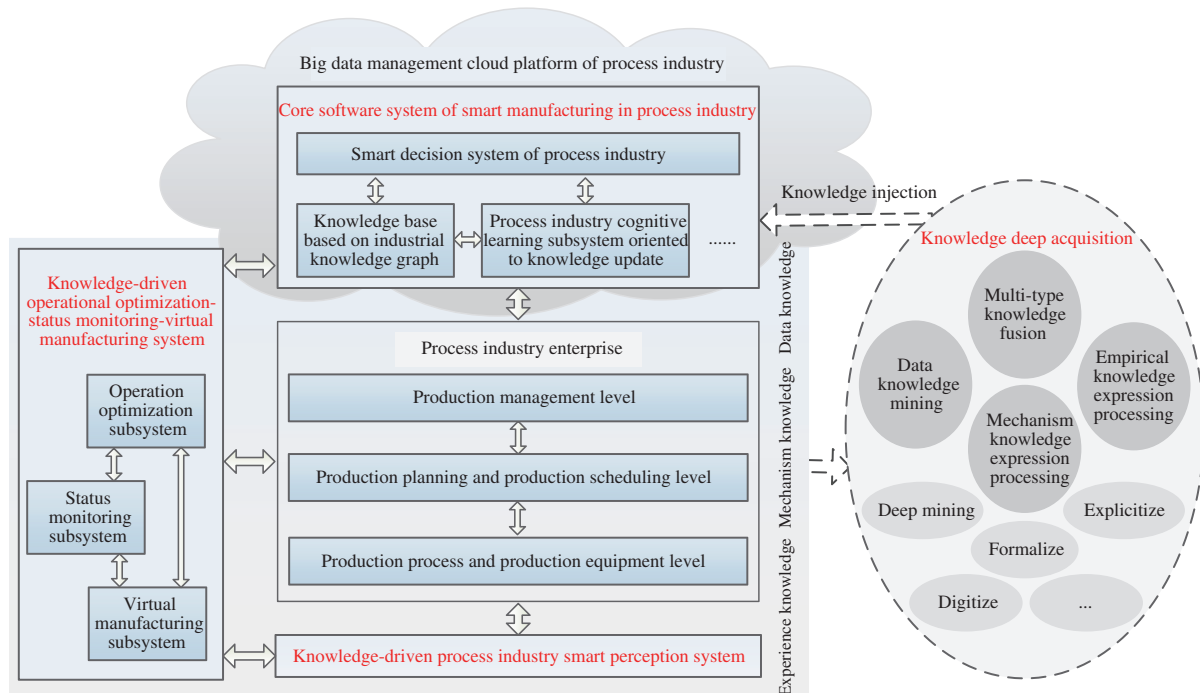 Big data management cloud platform of process industry
Core software system of smart manufacturing in process industry
Smart decision system of process industry
Knowledge base
based on industrial
knowledge graph
Process industry cognitive
learning subsystem oriented
to knowledge update
......
Knowledge-driven
operational optimization-
status monitoring-virtual
manufacturing system
Operation
optimization
subsystem
Status
monitoring
subsystem
Virtual
manufacturing
subsystem
Process industry enterprise
Production management level
Production planning and production scheduling level
Production process and production equipment level
Knowledge-driven process industry smart perception system
Experience knowledge Mechanism knowledge Data knowledge
Knowledge injection
Knowledge deep acquisition
Multi-type
knowledge
fusion
Data
knowledge
mining
Empirical
knowledge
expression
processing
Mechanism
knowledge
expression
processing
Deep mining
Explicitize
Formalize
Digitize
...